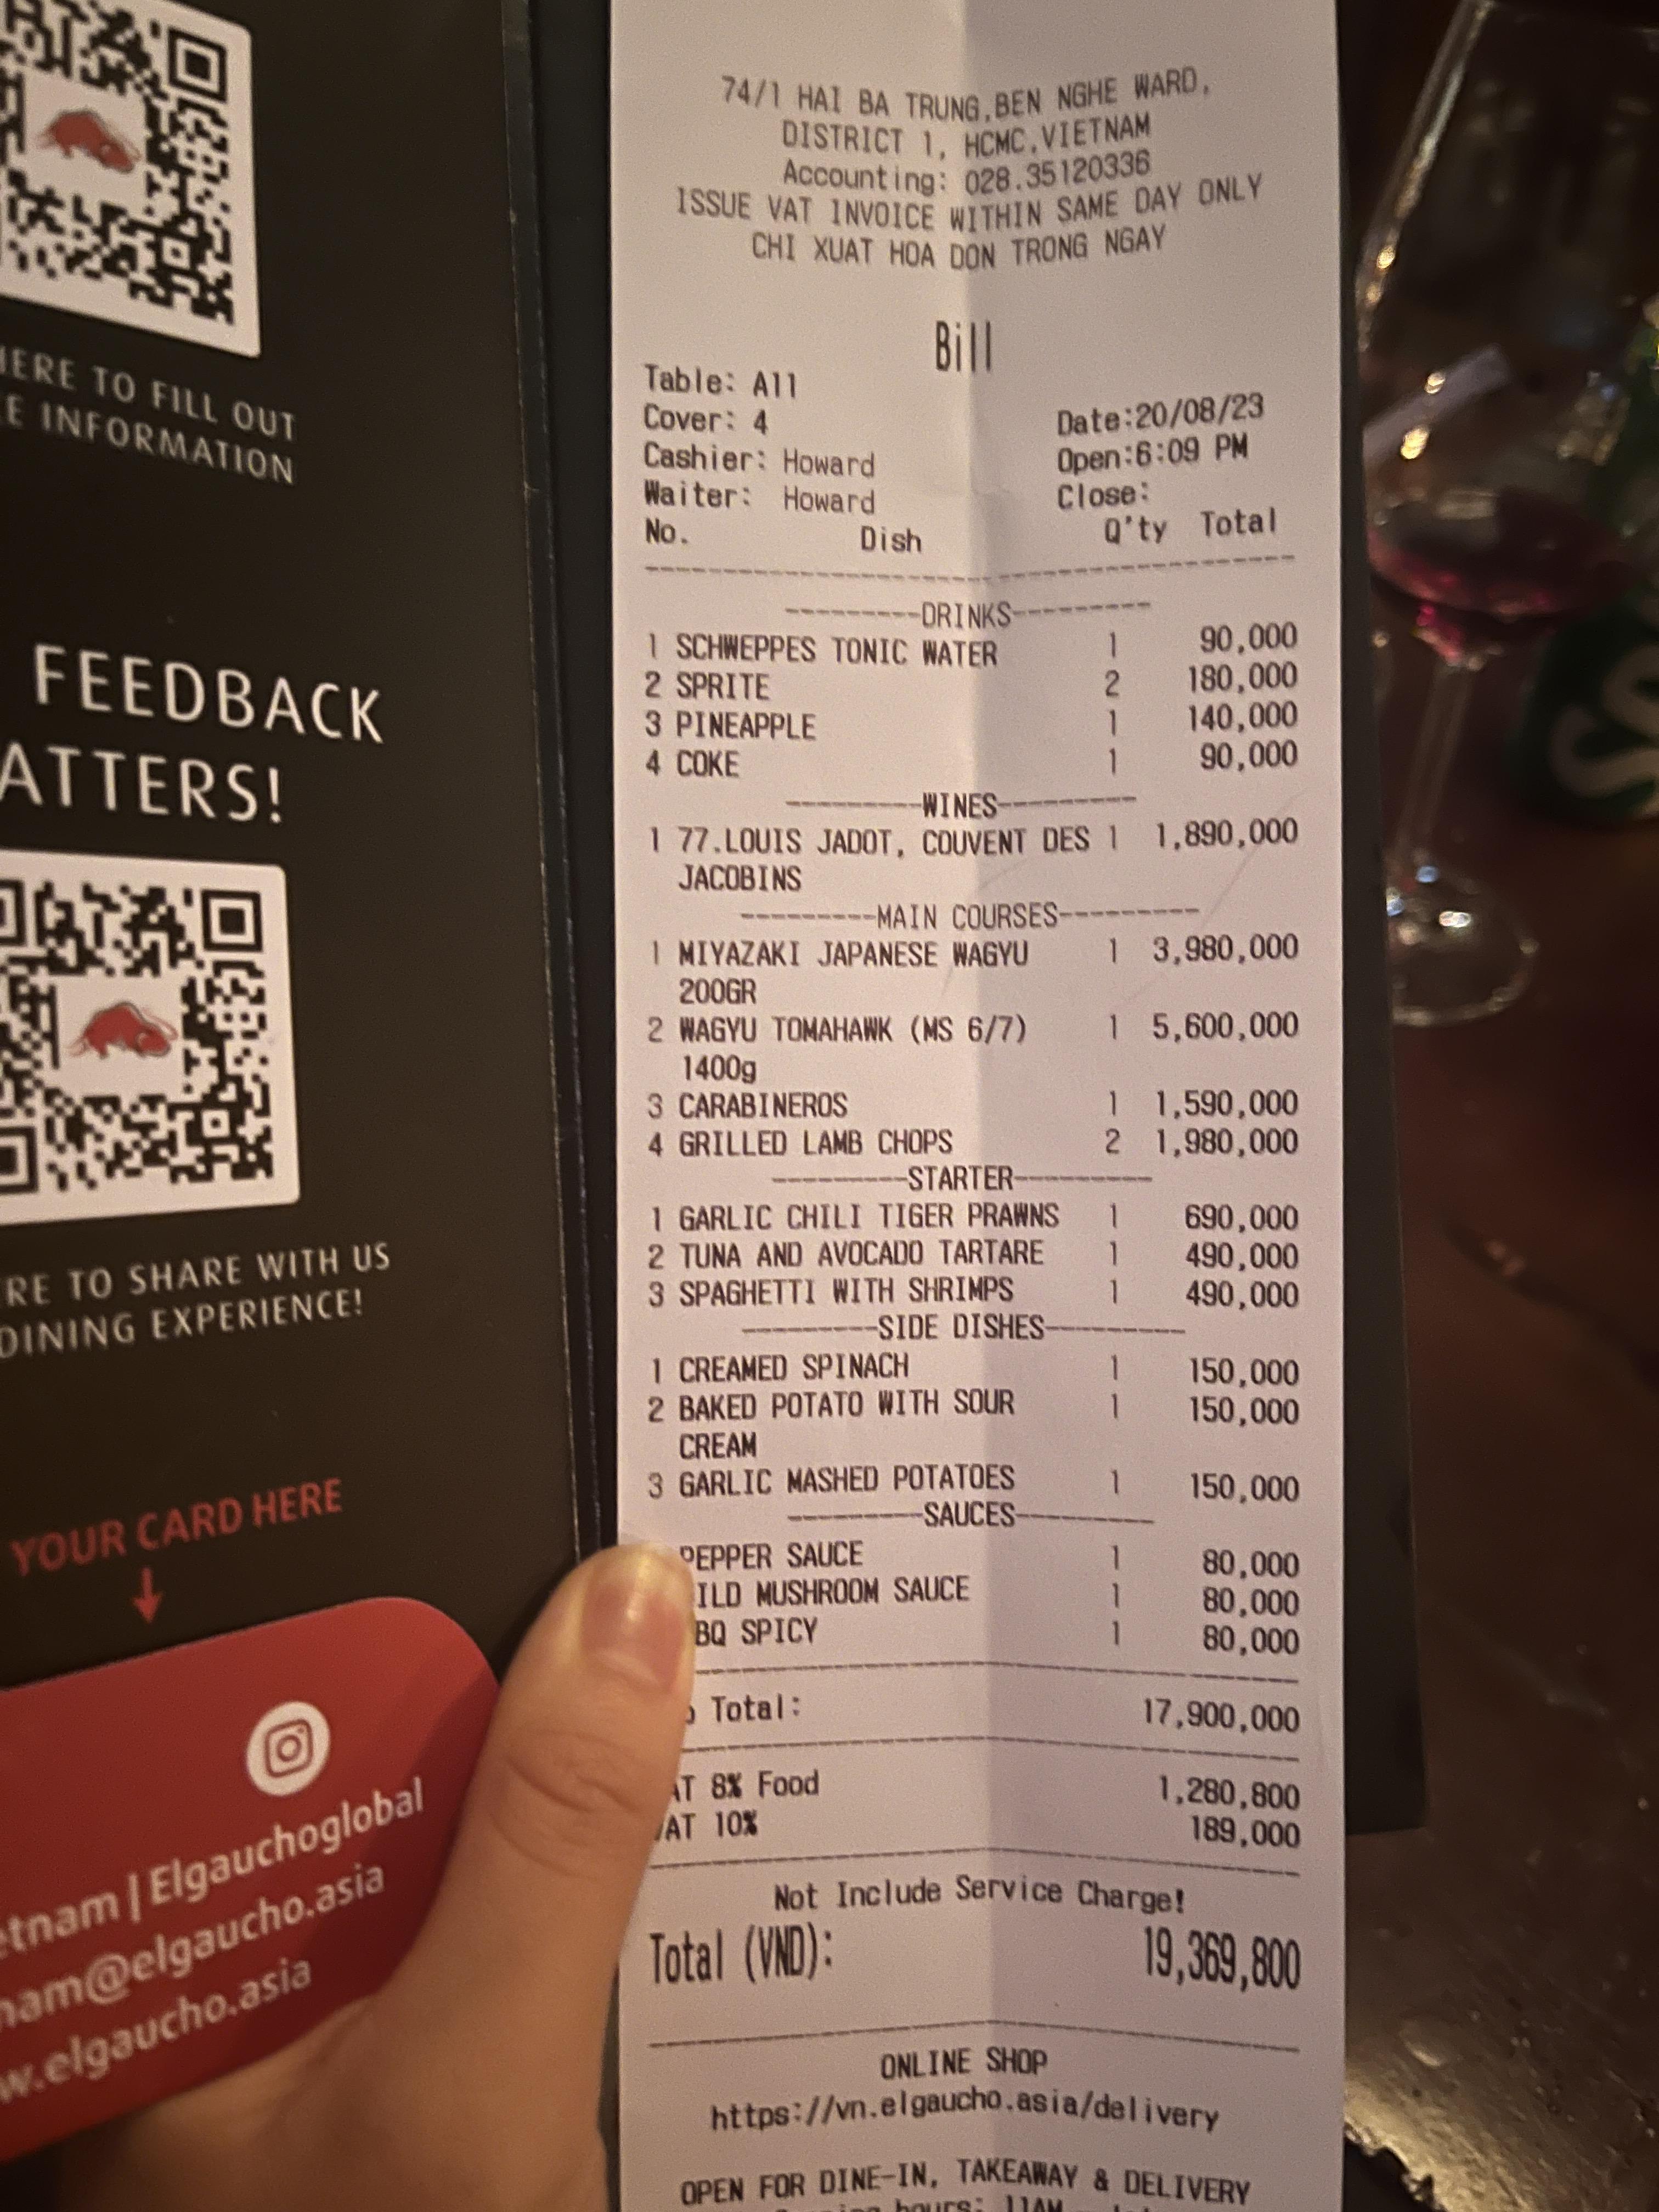 74/1 HAI BA TRUNG,BEN NGHE WARD,
DISTRICT 1, HCMC,VIETNAM
Accounting: 028.35120336
ISSUE VAT INVOICE WITHIN SAME DAY ONLY
CHI XUAT HOA DON TRONG NGAY
Bill
Table: A11
Cover: 4 Date:20/08/23
Cashier: Howard Open:6:09 PM
Waiter: Howard Close:
No. Dish Q'ty Total
DRINKS
1 SCHWEPPES TONIC WATER 1 90,000
2 SPRITE 2 180,000
3 PINEAPPLE 1 140,000
4 COKE 1 90,000
WINES
1 77.LOUIS JADOT, COUVENT DES 1 1,890,000
JACOBINS
MAIN COURSES
1 MIYAZAKI JAPANESE WAGYU 1 3,980,000
200GR
2 WAGYU TOMAHAWK (MS 6/7) 1 5,600,000
1400g
3 CARABINEROS 1 1,590,000
4 GRILLED LAMB CHOPS 2 1,980,000
STARTER
1 GARLIC CHILI TIGER PRAWNS 1 690,000
2 TUNA AND AVOCADO TARTARE 1 490,000
3 SPAGHETTI WITH SHRIMPS 1 490,000
SIDE DISHES
1 CREAMED SPINACH 1 150,000
2 BAKED POTATO WITH SOUR 1 150,000
CREAM
3 GARLIC MASHED POTATOES 1 150,000
SAUCES
PEPPER SAUCE 1 80,000
ILD MUSHROOM SAUCE 1 80,000
BQ SPICY 1 80,000
Total: 17,900,000
AT 8% Food 1,280,800
VAT 10% 189,000
Not Include Service Charge!
Total (VND): 19,369,800
ONLINE SHOP
https://vn.elgaucho.asia/delivery
OPEN FOR DINE-IN, TAKEAWAY & DELIVERY
hours: 11AM
ERE TO FILL OUT
E INFORMATION
FEEDBACK
ATTERS!
RE TO SHARE WITH US
DINING EXPERIENCE!
YOUR CARD HERE
etnam | Elgauchoglobal
nam@elgaucho.asia
w.elgaucho.asia